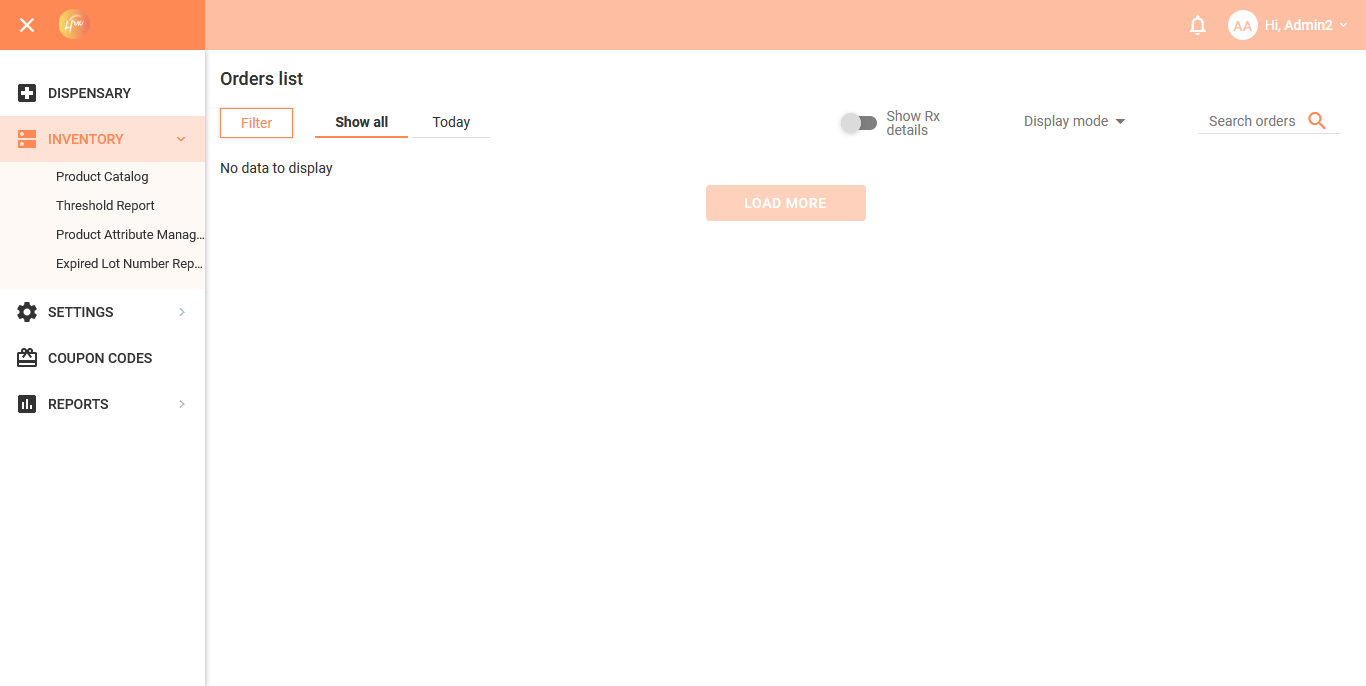 AA
Hi, Admin2
DISPENSARY
INVENTORY
Product Catalog
Threshold Report
Product Attribute Manag...
Expired Lot Number Rep...
SETTINGS
COUPON CODES
REPORTS
Orders list
Filter
Show all
Today
Show Rx
details
Display mode
Search orders
No data to display
LOAD MORE